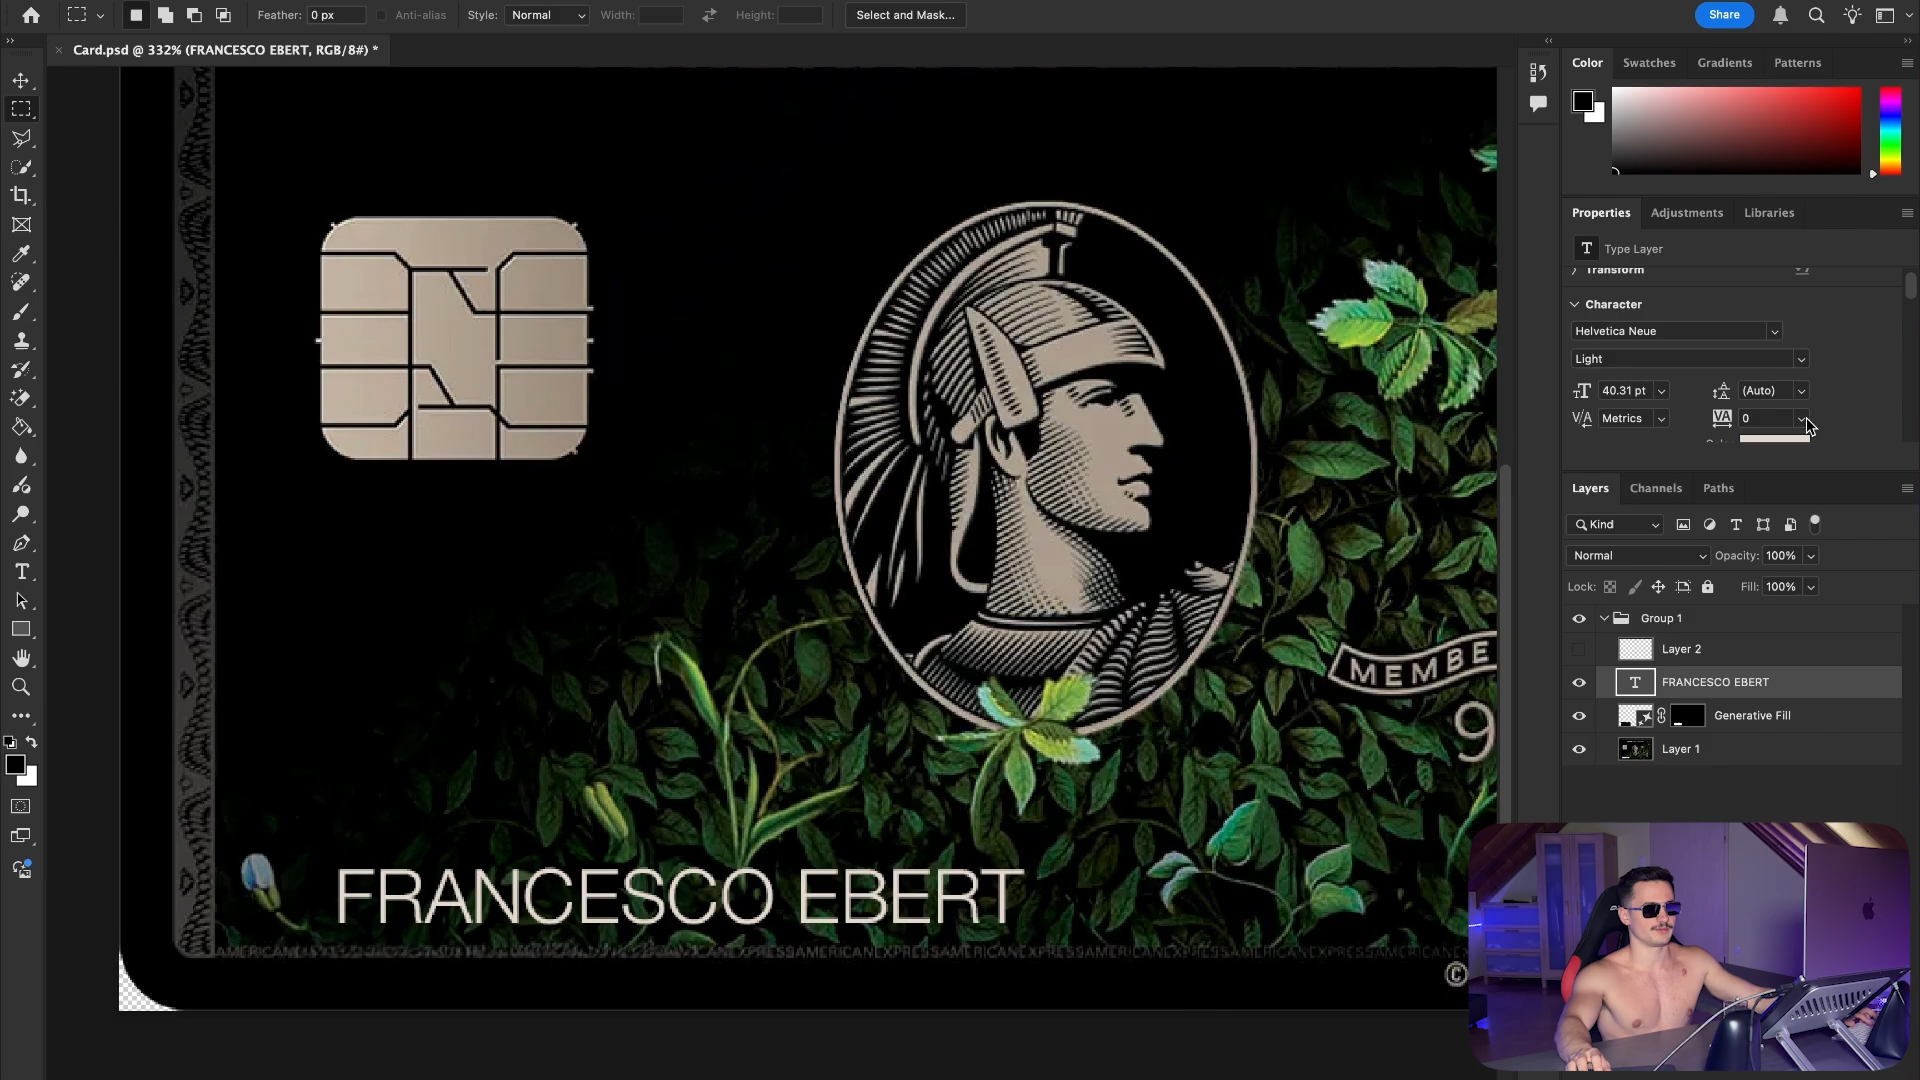 Feather: 0 px Anti-alias Style: Normal Width: Height: Select and Mask... Share
Card.psd @ 332% (FRANCESCO EBERT, RGB/8#) *
Color Swatches Gradients Patterns
Properties Adjustments Libraries
T Type Layer
Transform
Character
Helvetica Neue
Light
40.31 pt (Auto)
Metrics 0
Layers Channels Paths
Kind
Normal Opacity: 100%
Lock: Fill: 100%
Group 1
Layer 2
T FRANCESCO EBERT
Generative Fill
Layer 1
MEMBE
9
FRANCESCO EBERT
©